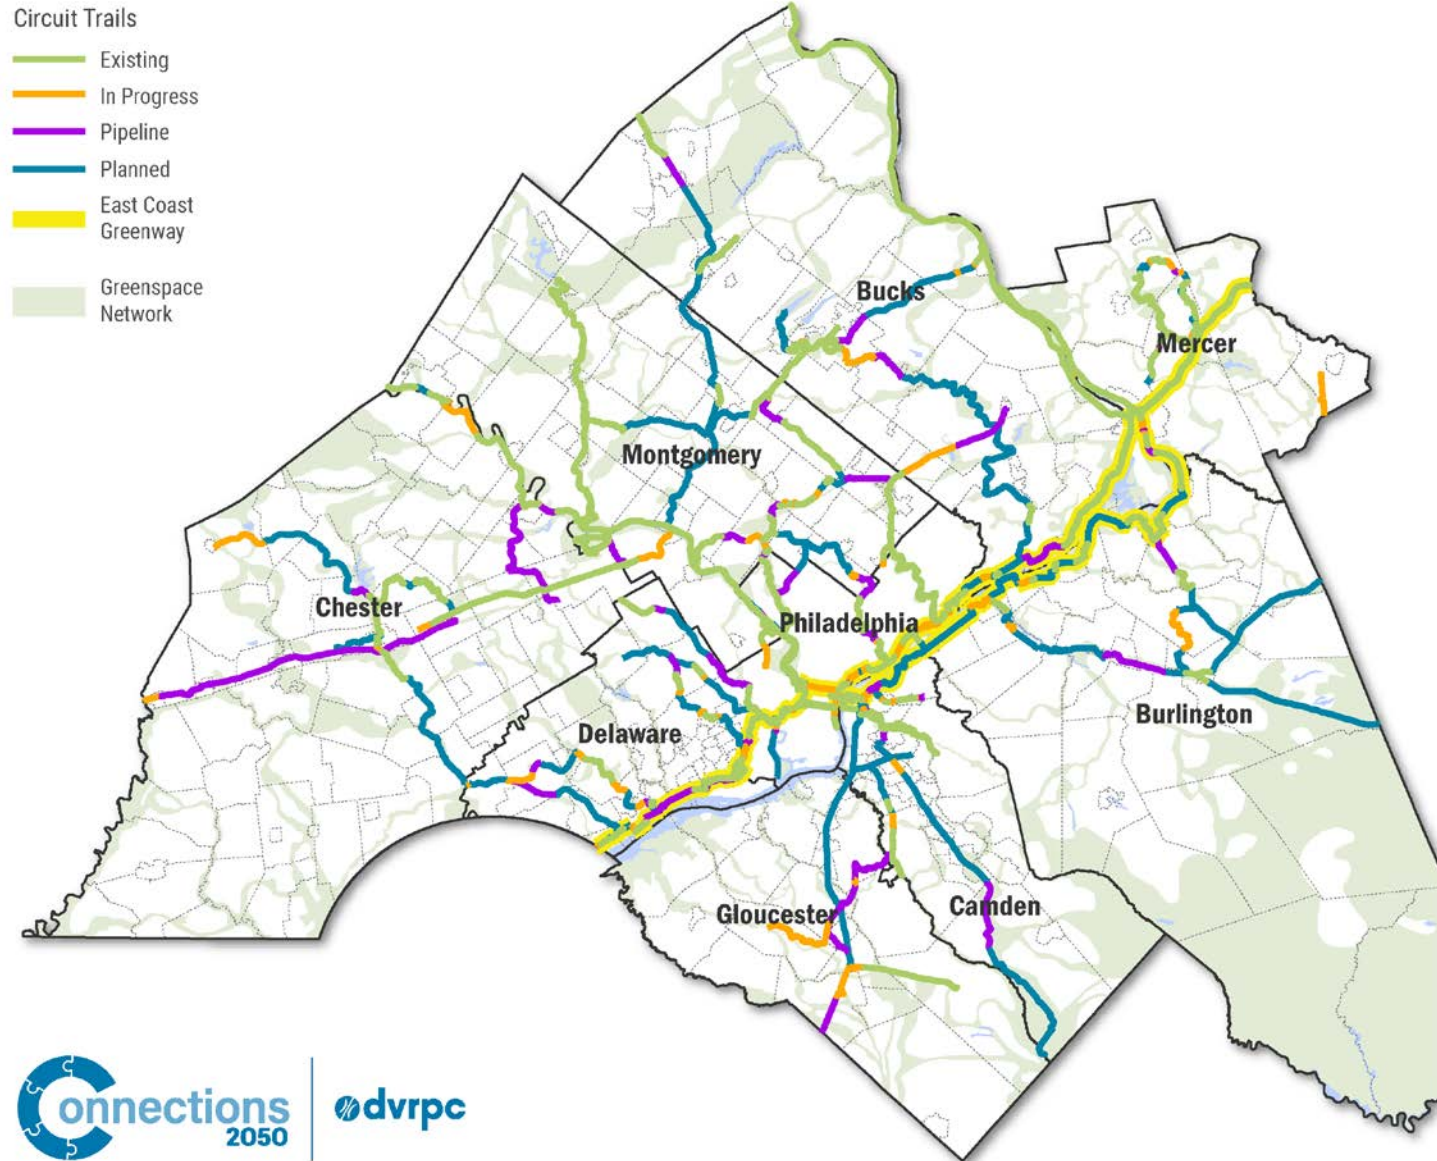 Circuit Trails
Existing
In Progress
Pipeline
Planned
East Coast
Greenway
Greenspace
Network
Bucks
Mercer
Montgomery
Chester
Philadelphia
Burlington
Delaware
Gloucester
Camden
Connections
2050
dvrpc